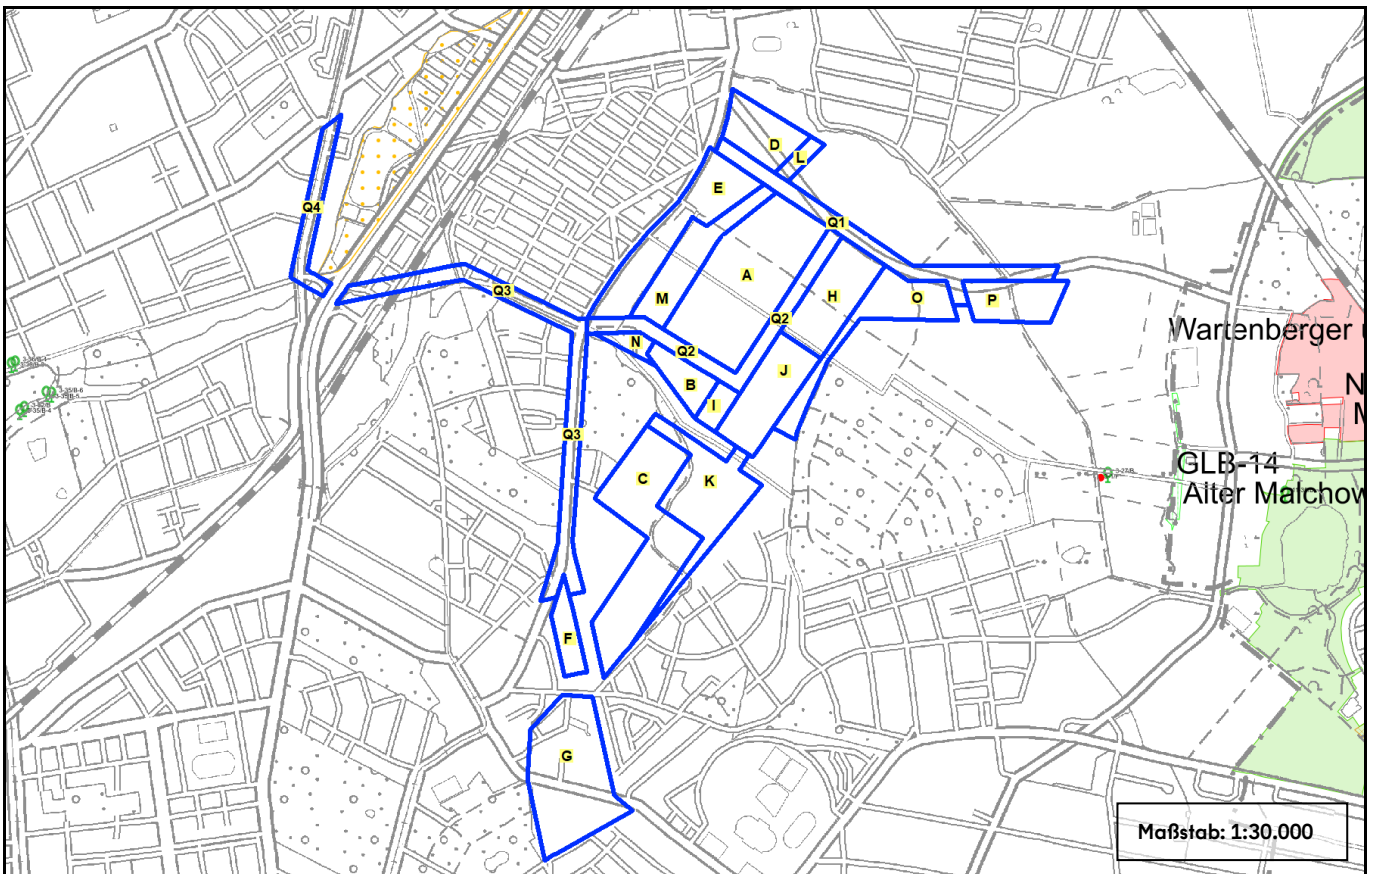 D
L
E
Q4
Q1
A
Q3
M
H
O
P
Q2
Wartenberger
N
Q2
J
B
I
N
M
Q3
C
K
GLB-14
Alter Malchow
F
G
Maßstab: 1:30.000